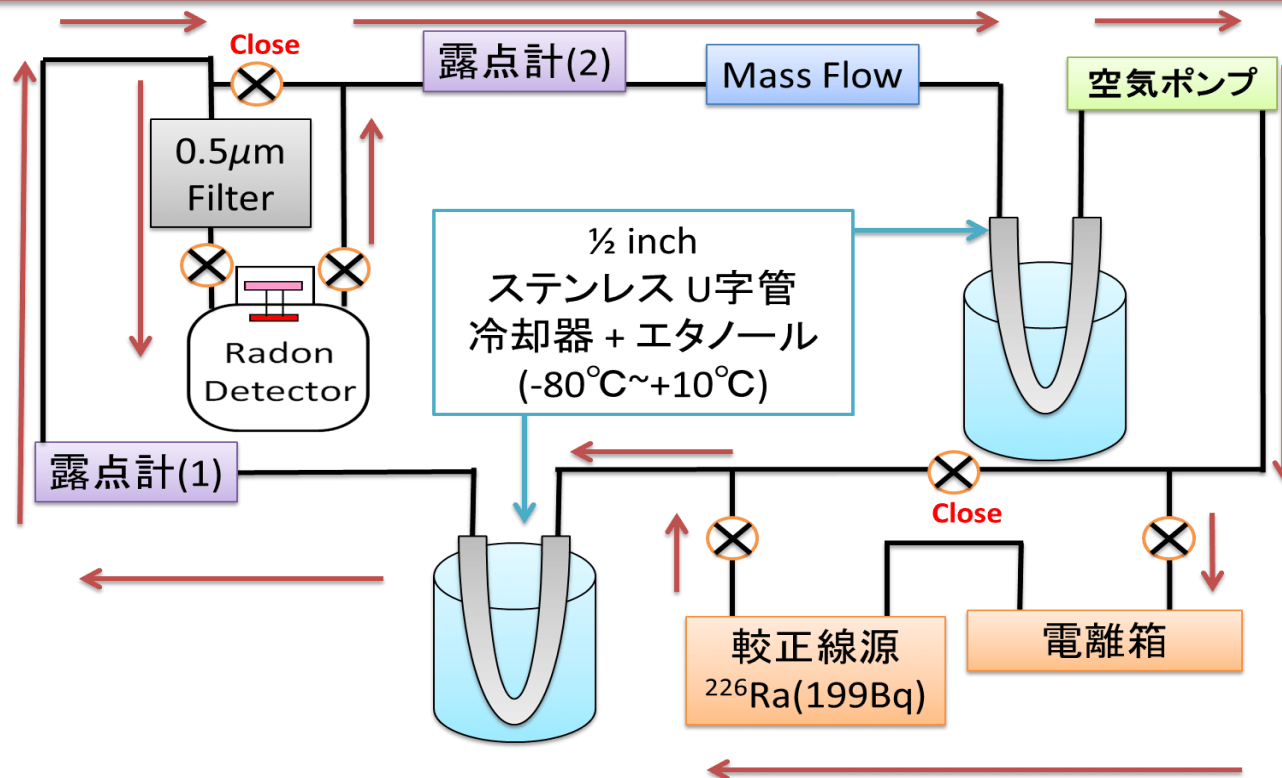 Close
露点計(2)
Mass Flow
空気ポンプ
0.5μm
Filter
½ inch
ステンレス U字管
冷却器 + エタノール
(-80℃~+10℃)
Radon
Detector
露点計(1)
Close
較正線源
²²⁶Ra(199Bq)
電離箱